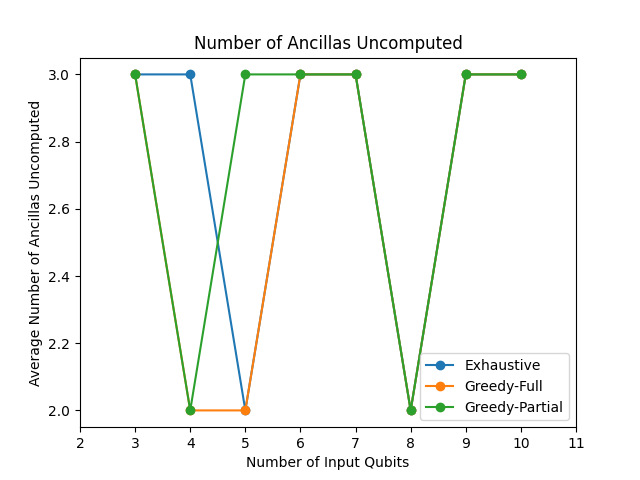 Number of Ancillas Uncomputed
Average Number of Ancillas Uncomputed
3.0
2.8
2.6
2.4
2.2
2.0
2 3 4 5 6 7 8 9 10 11
Number of Input Qubits
Exhaustive
Greedy-Full
Greedy-Partial